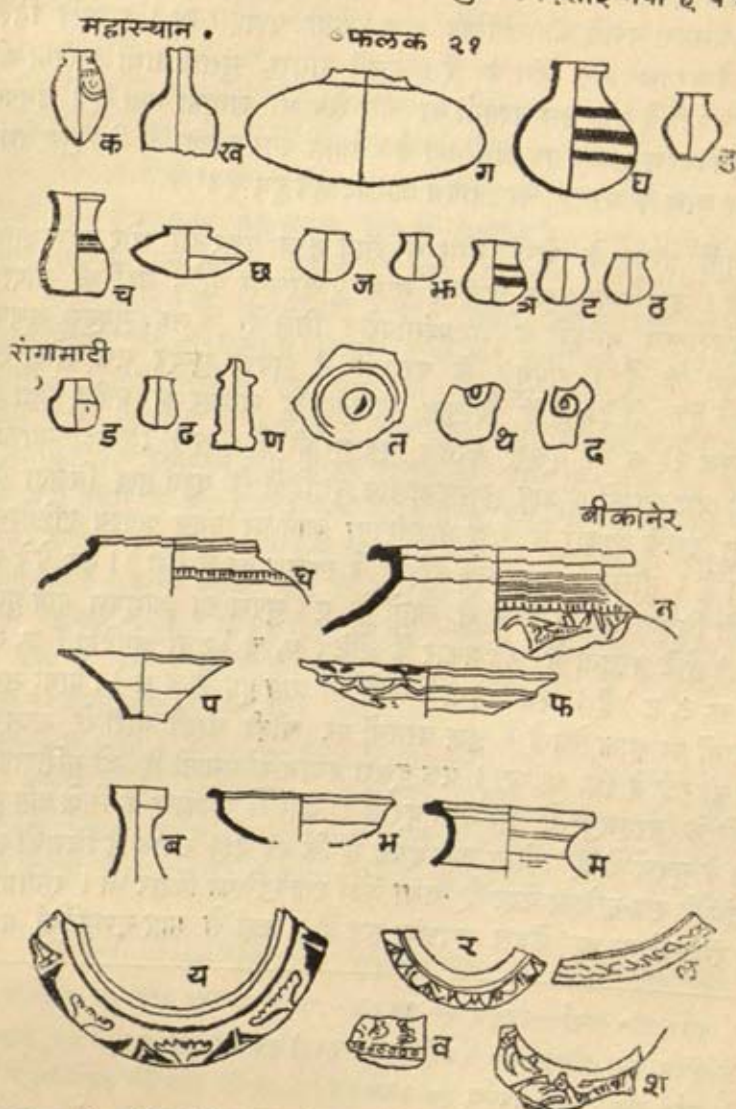 महास्थान . फलक २१
क ख ग घ ङ
च छ ज झ ञ ट ठ
रांगामाटी
ड ढ ण त थ द
बीकानेर
ध न
प फ
ब भ म
य र ल
व श